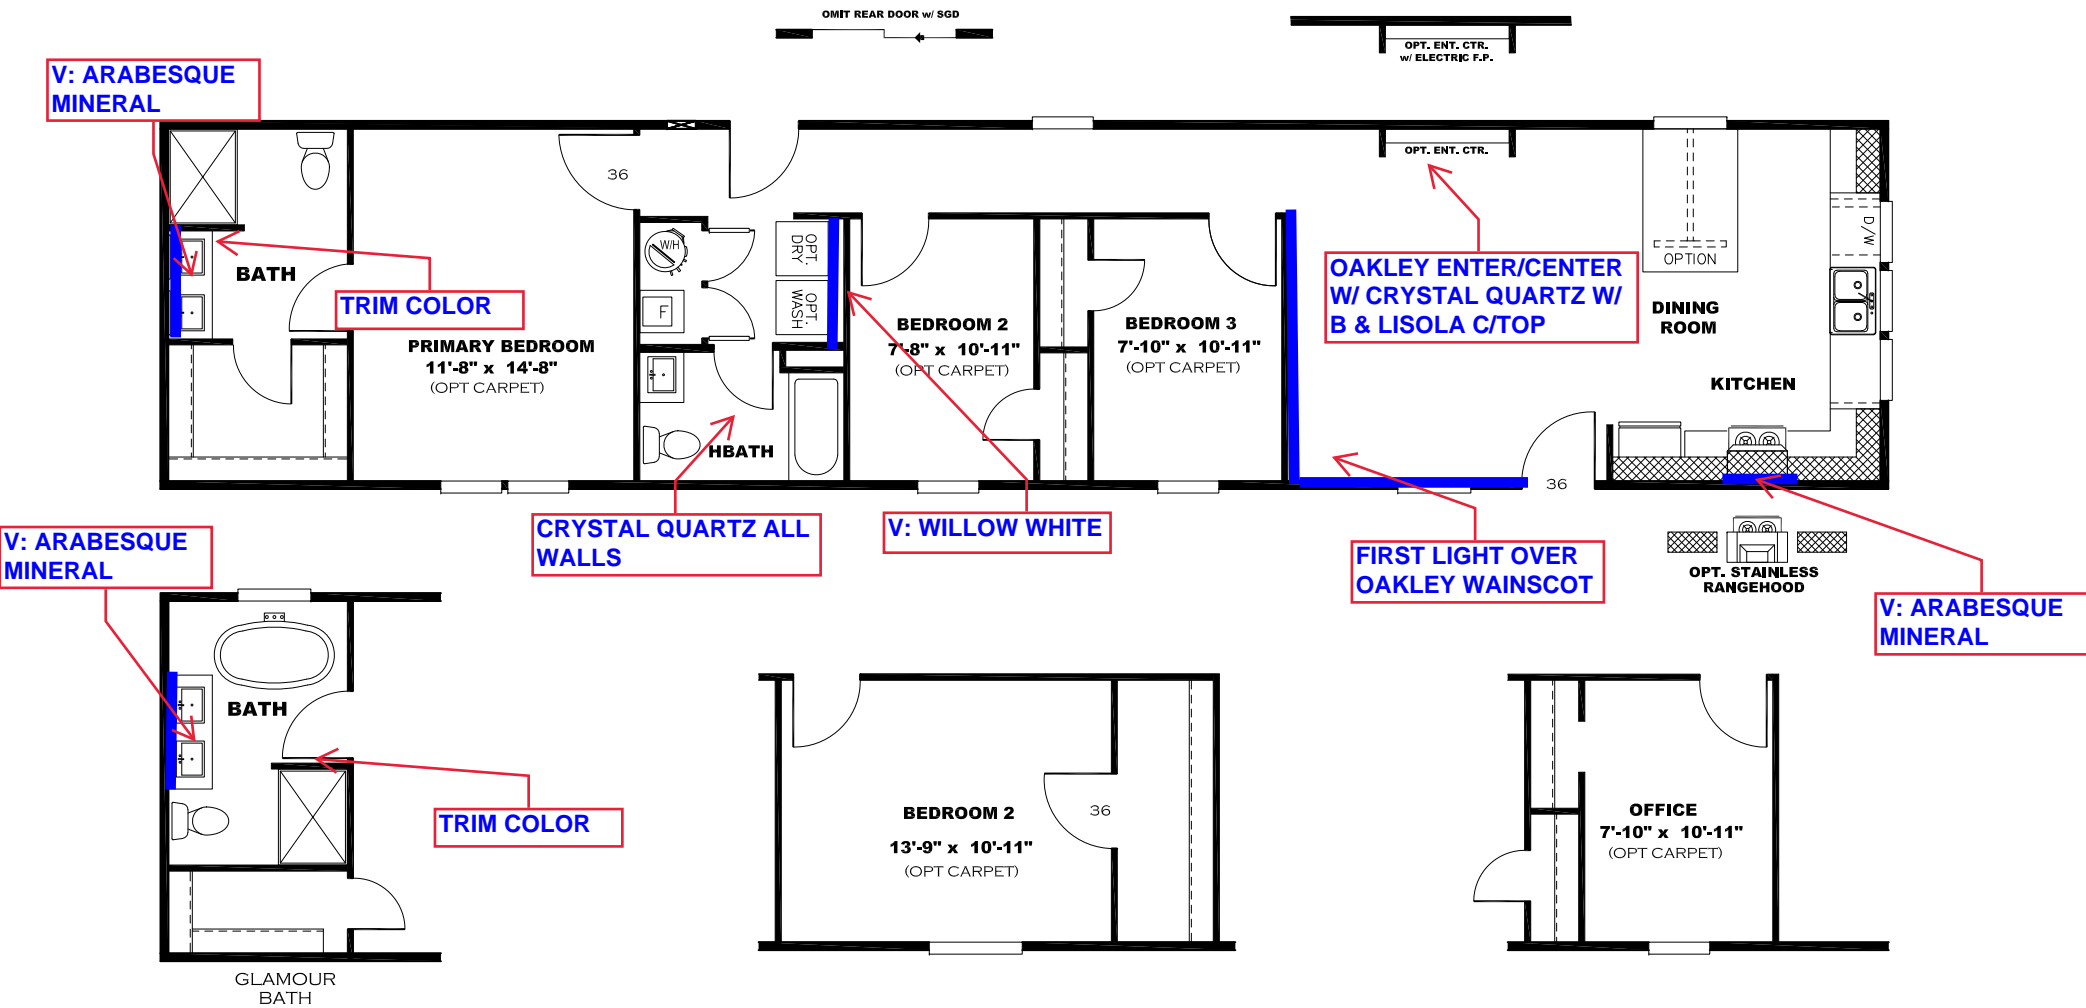 OMIT REAR DOOR w/ SGD
OPT. ENT. CTR.
w/ ELECTRIC F.P.
V: ARABESQUE
MINERAL
36
OPT. ENT. CTR.
W/H
OPT.
DRY
D/W
OPTION
BATH
TRIM COLOR
F
OPT.
WASH
OAKLEY ENTER/CENTER
W/ CRYSTAL QUARTZ W/
B & LISOLA C/TOP
PRIMARY BEDROOM
11'-8" x 14'-8"
(OPT CARPET)
BEDROOM 2
7'-8" x 10'-11"
(OPT CARPET)
BEDROOM 3
7'-10" x 10'-11"
(OPT CARPET)
DINING
ROOM
KITCHEN
HBATH
36
CRYSTAL QUARTZ ALL
WALLS
V: WILLOW WHITE
FIRST LIGHT OVER
OAKLEY WAINSCOT
OPT. STAINLESS
RANGEHOOD
V: ARABESQUE
MINERAL
V: ARABESQUE
MINERAL
BATH
TRIM COLOR
GLAMOUR
BATH
BEDROOM 2
13'-9" x 10'-11"
(OPT CARPET)
36
OFFICE
7'-10" x 10'-11"
(OPT CARPET)